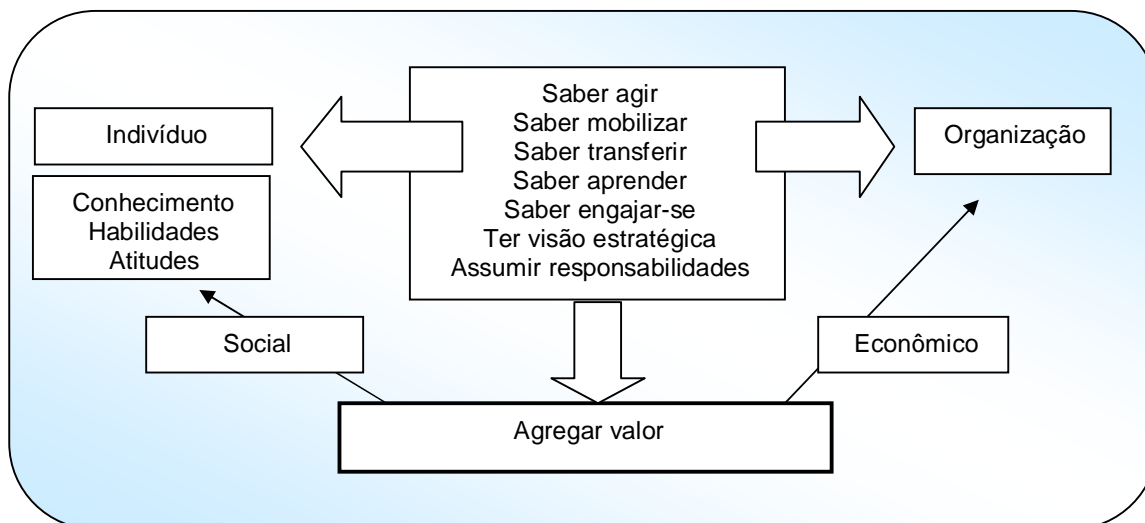 Saber agir
Saber mobilizar
Saber transferir
Saber aprender
Saber engajar-se
Ter visão estratégica
Assumir responsabilidades
Indivíduo
Organização
Conhecimento
Habilidades
Atitudes
Social
Econômico
Agregar valor